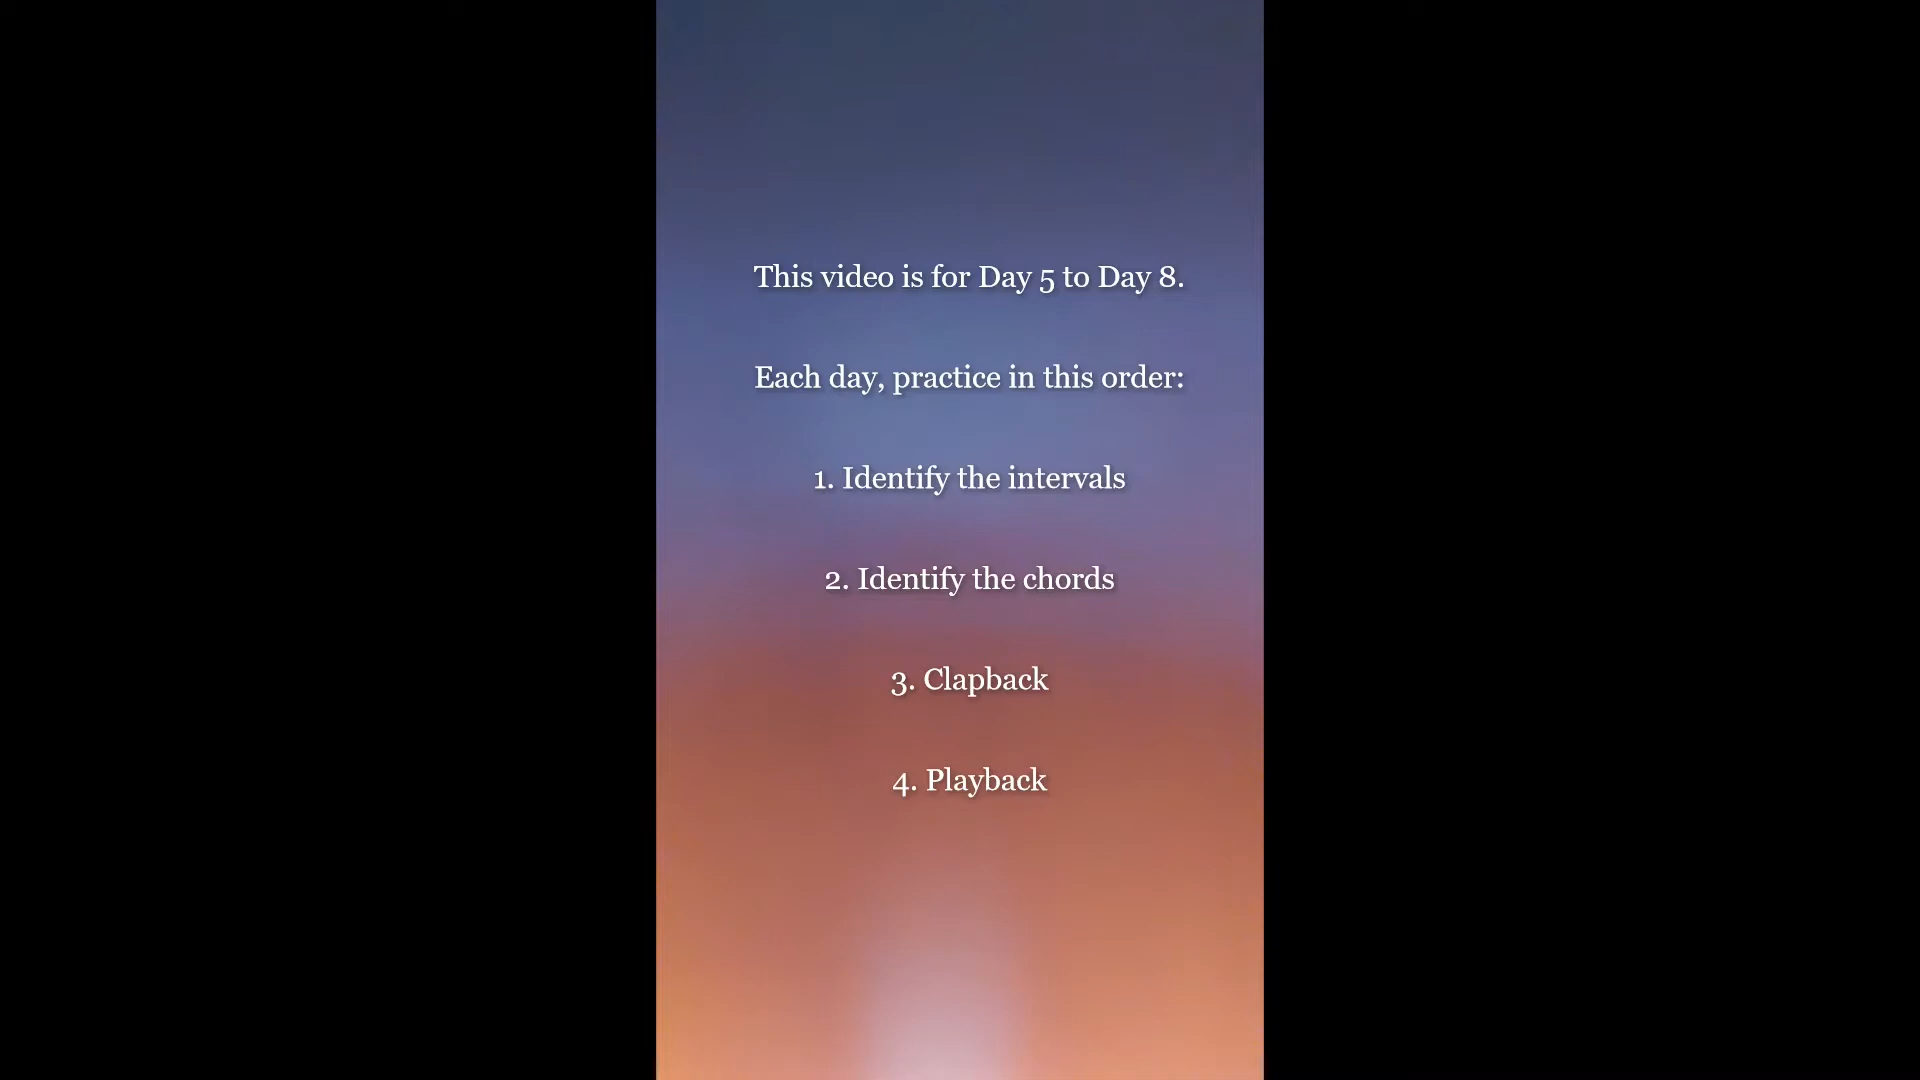 This video is for Day 5 to Day 8.
Each day, practice in this order:
1. Identify the intervals
2. Identify the chords
3. Clapback
4. Playback